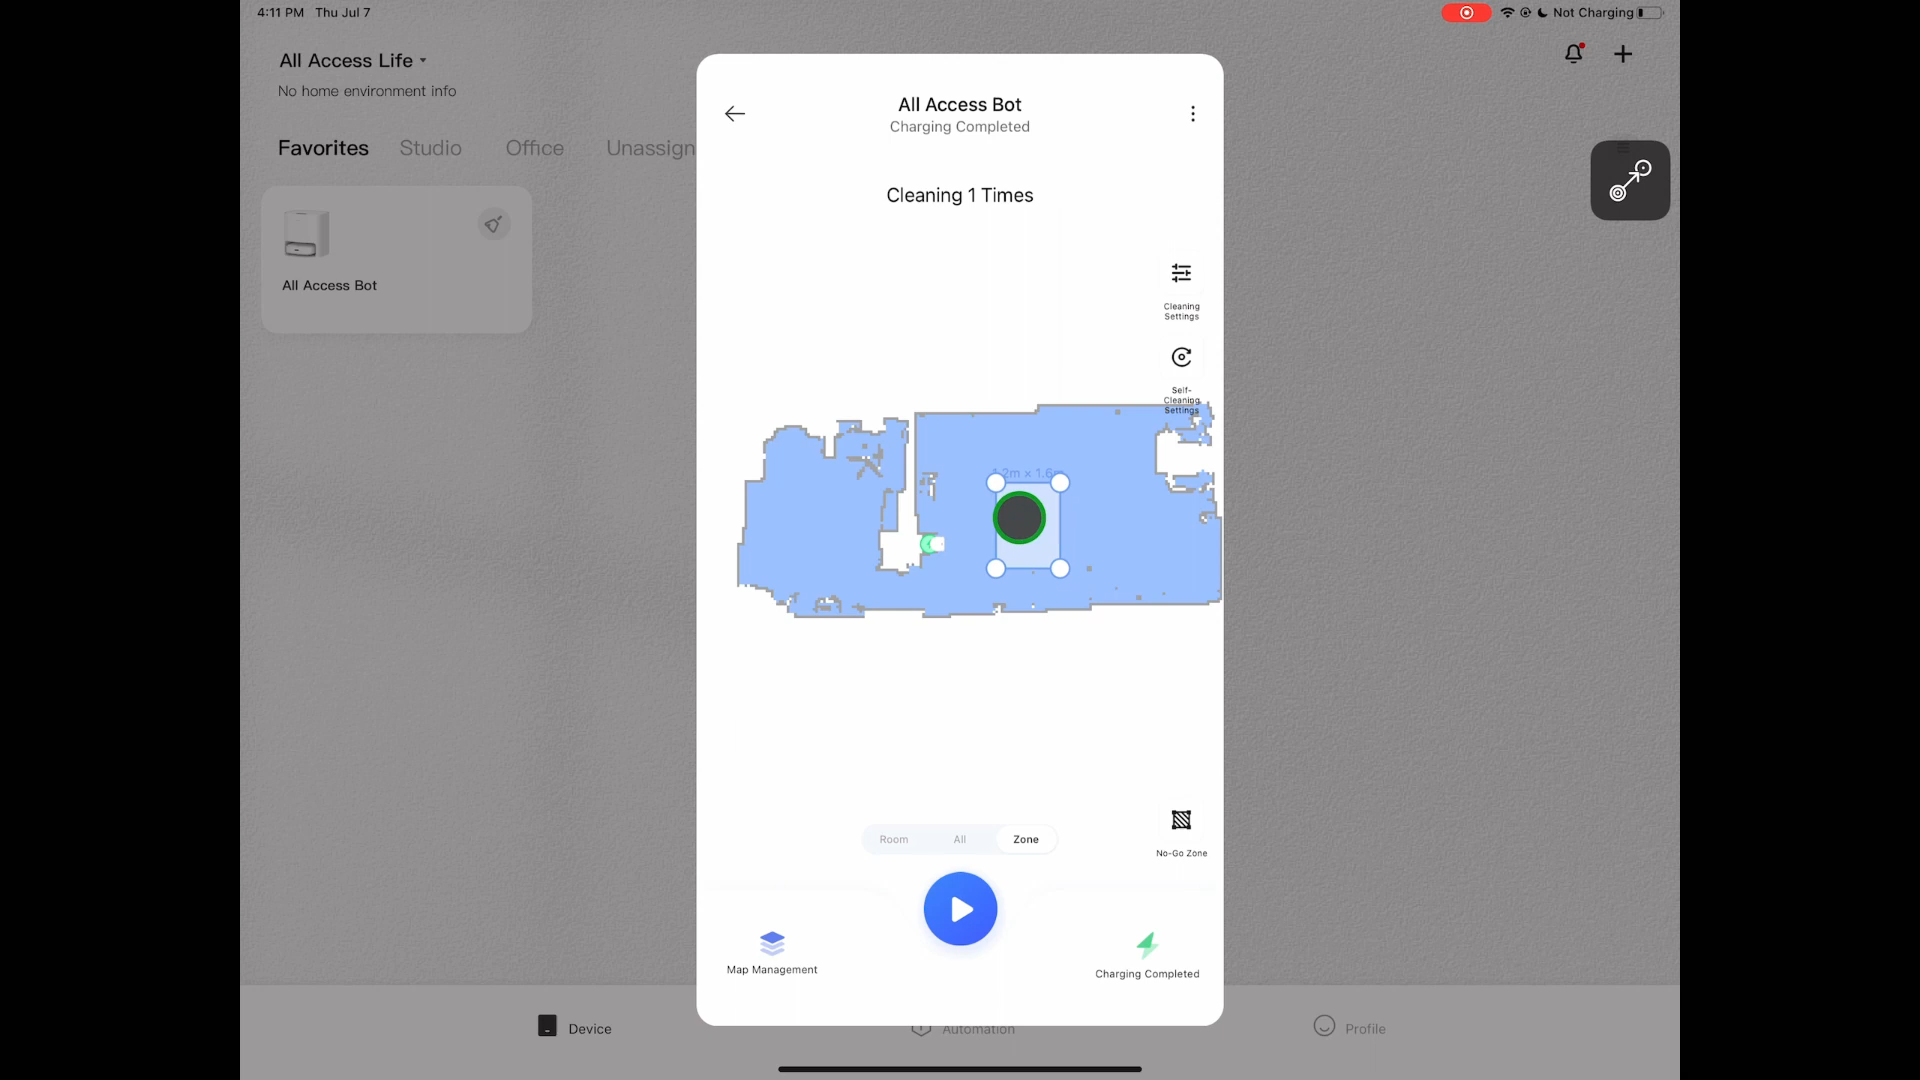 4:11 PM Thu Jul 7
Not Charging
All Access Life
No home environment info
Favorites Studio Office Unassign
All Access Bot
All Access Bot
Charging Completed
Cleaning 1 Times
Cleaning
Settings
Self-
Cleaning
Settings
Room All Zone
No-Go Zone
Map Management
Charging Completed
Device Automation Profile